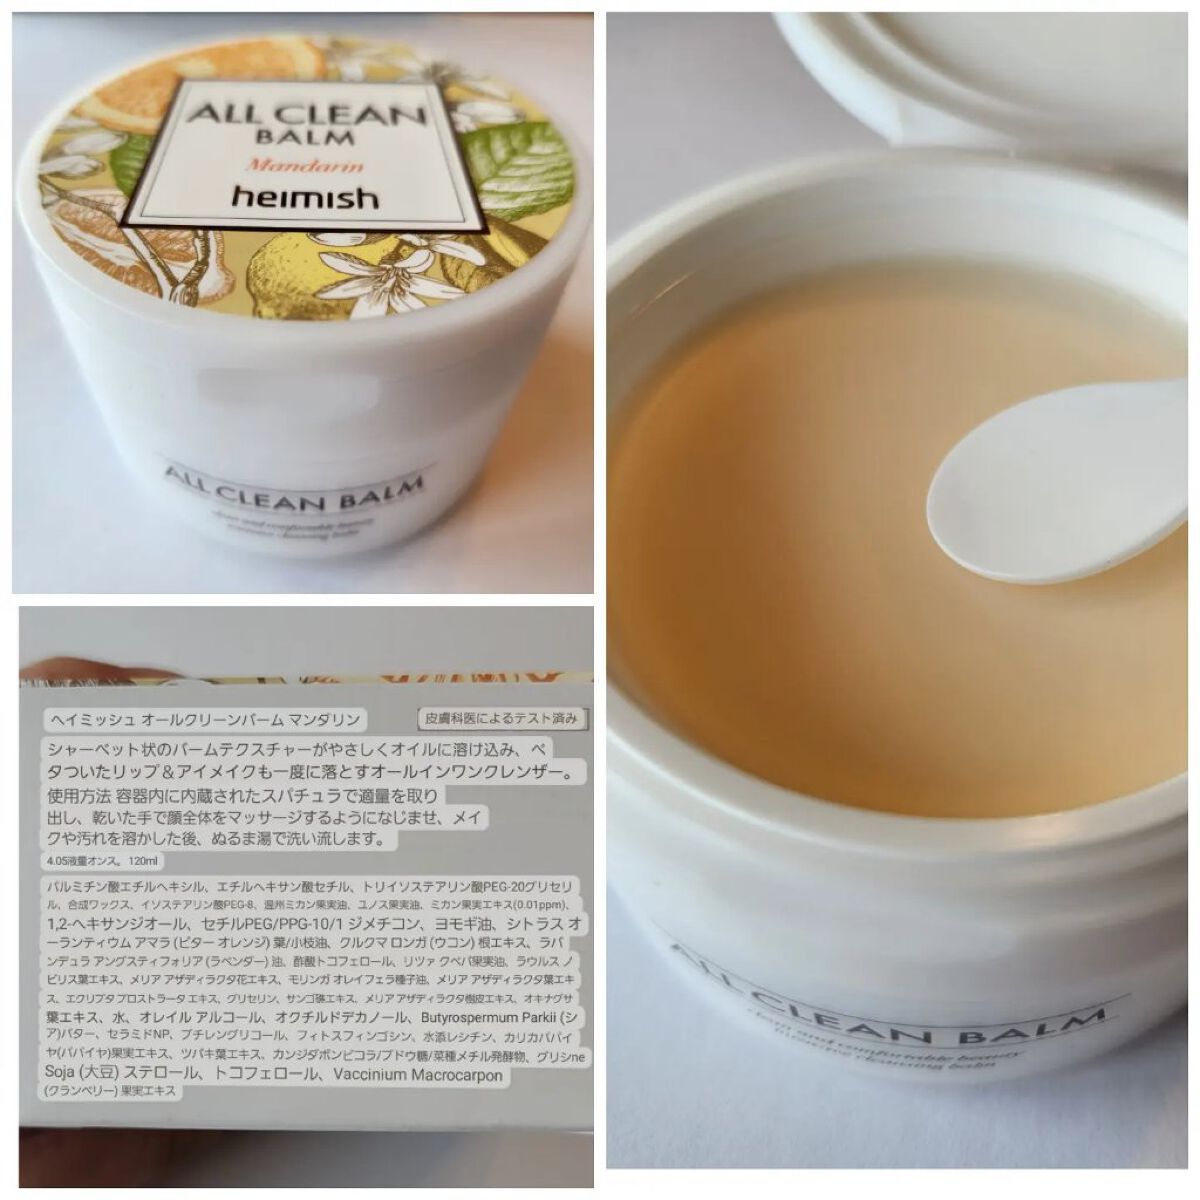 ALL CLEAN
BALM
Mandarin
heimish
ALL CLEAN BALM
clean and comfortable beauty
intensive cleansing balm
ヘイミッシュ オールクリーンバーム マンダリン
皮膚科医によるテスト済み
シャーベット状のバームテクスチャーがやさしくオイルに溶け込み、ベ
タついたリップ＆アイメイクも一度に落とすオールインワンクレンザー。
使用方法 容器内に内蔵されたスパチュラで適量を取り
出し、乾いた手で顔全体をマッサージするようになじませ、メイ
クや汚れを溶かした後、ぬるま湯で洗い流します。
4.05液量オンス。 120ml
パルミチン酸エチルヘキシル、エチルヘキサン酸セチル、トリイソステアリン酸PEG-20グリセリ
ル、合成ワックス、イソステアリン酸PEG-8、温州ミカン果実油、ユノス果実油、ミカン果実エキス(0.01ppm)、
1,2-ヘキサンジオール、セチルPEG/PPG-10/1 ジメチコン、ヨモギ油、シトラス オ
ーランティウム アマラ (ビター オレンジ) 葉/小枝油、クルクマ ロンガ (ウコン) 根エキス、ラバ
ンデュラ アングスティフォリア (ラベンダー) 油、酢酸トコフェロール、リツァ クベバ果実油、ラウルス ノ
ビリス葉エキス、メリア アザディラクタ花エキス、モリンガ オレイフェラ種子油、メリア アザディラクタ葉エキ
ス、エクリプタ プロストラータ エキス、グリセリン、サンゴ礁エキス、メリア アザディラクタ樹皮エキス、オキナグサ
葉エキス、水、オレイル アルコール、オクチルドデカノール、Butyrospermum Parkii (シ
ア)バター、セラミドNP、ブチレングリコール、フィトスフィンゴシン、水添レシチン、カリカパパイ
ヤ(パパイヤ)果実エキス、ツバキ葉エキス、カンジダボンビコラ/ブドウ糖/菜種メチル発酵物、グリシne
Soja (大豆) ステロール、トコフェロール、Vaccinium Macrocarpon
(クランベリー) 果実エキス
ALL CLEAN BALM
clean and comfortable beauty
intensive cleansing balm